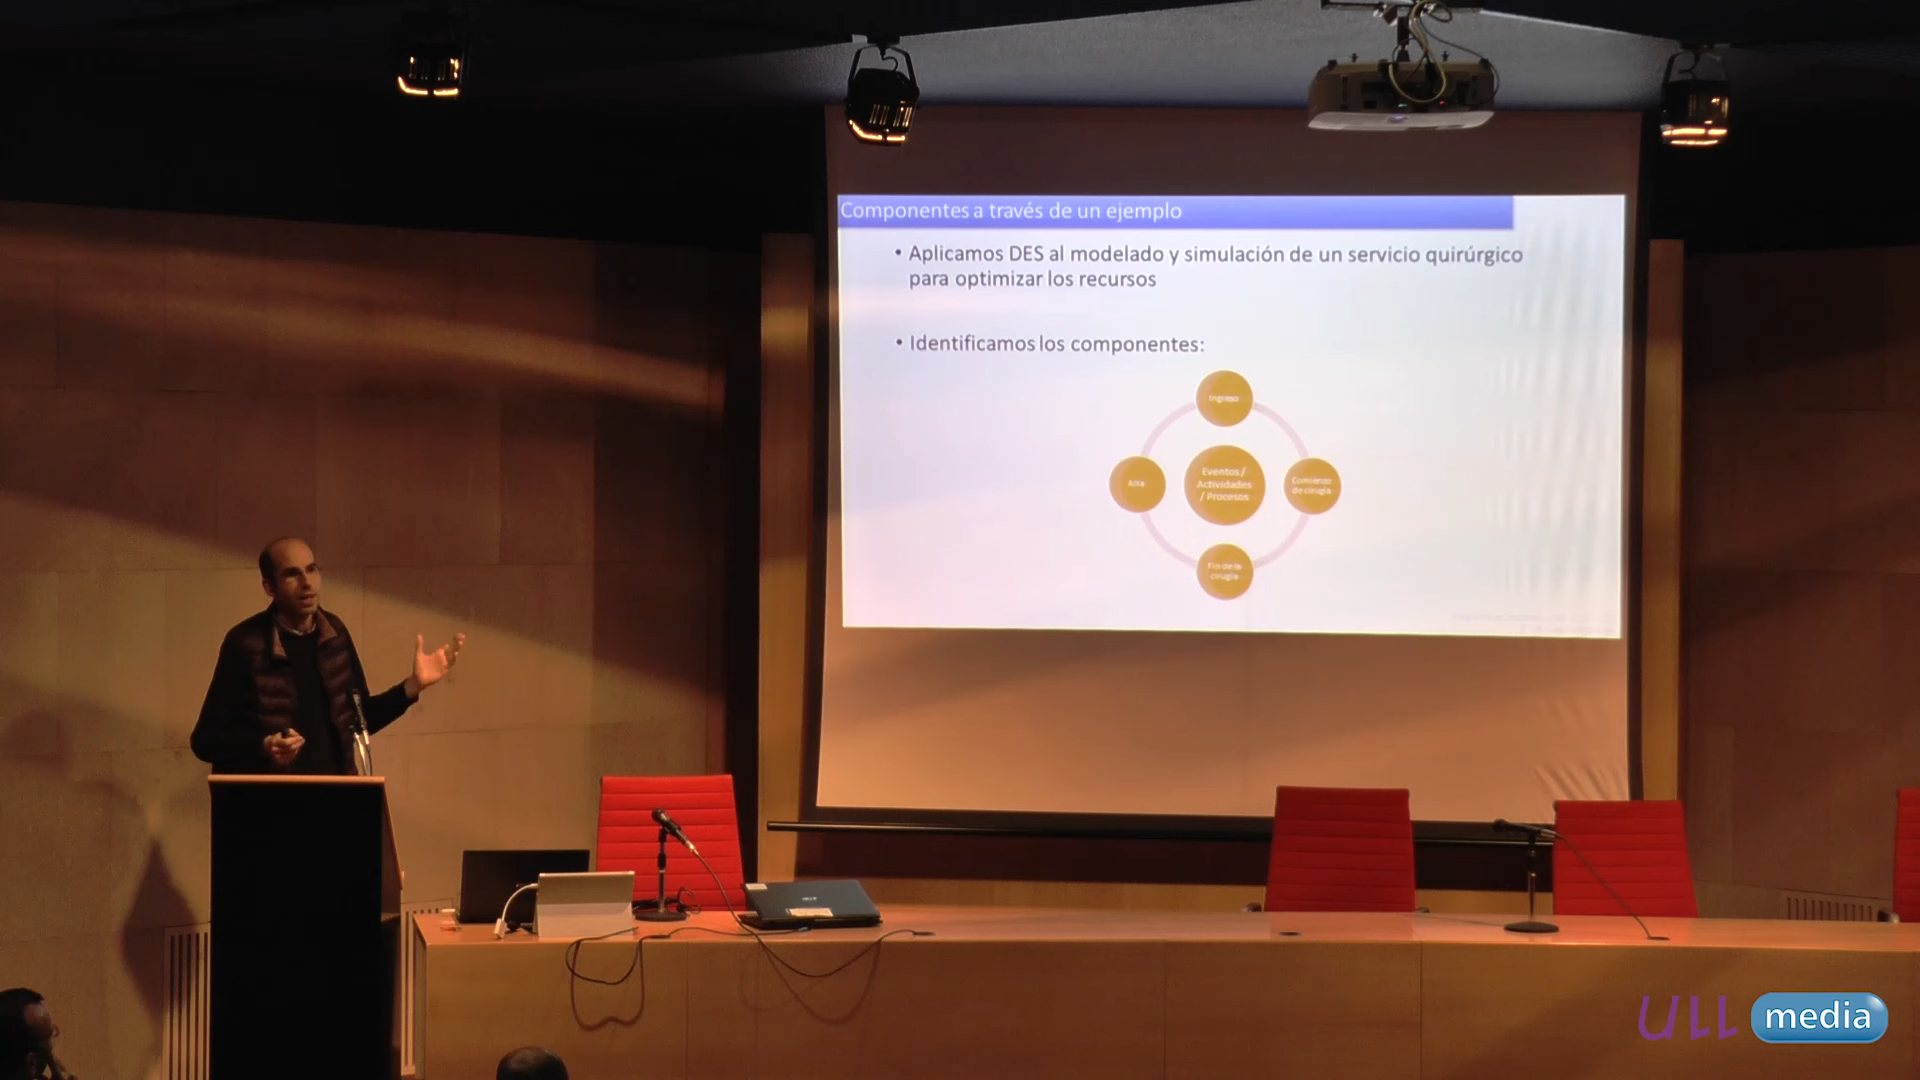 Componentes a través de un ejemplo
• Aplicamos DES al modelado y simulación de un servicio quirúrgico
para optimizar los recursos
• Identificamos los componentes:
Ingreso
Alta
Eventos /
Actividades
/ Procesos
Comienzo
de cirugía
Fin de la
cirugía
acer
ULL media